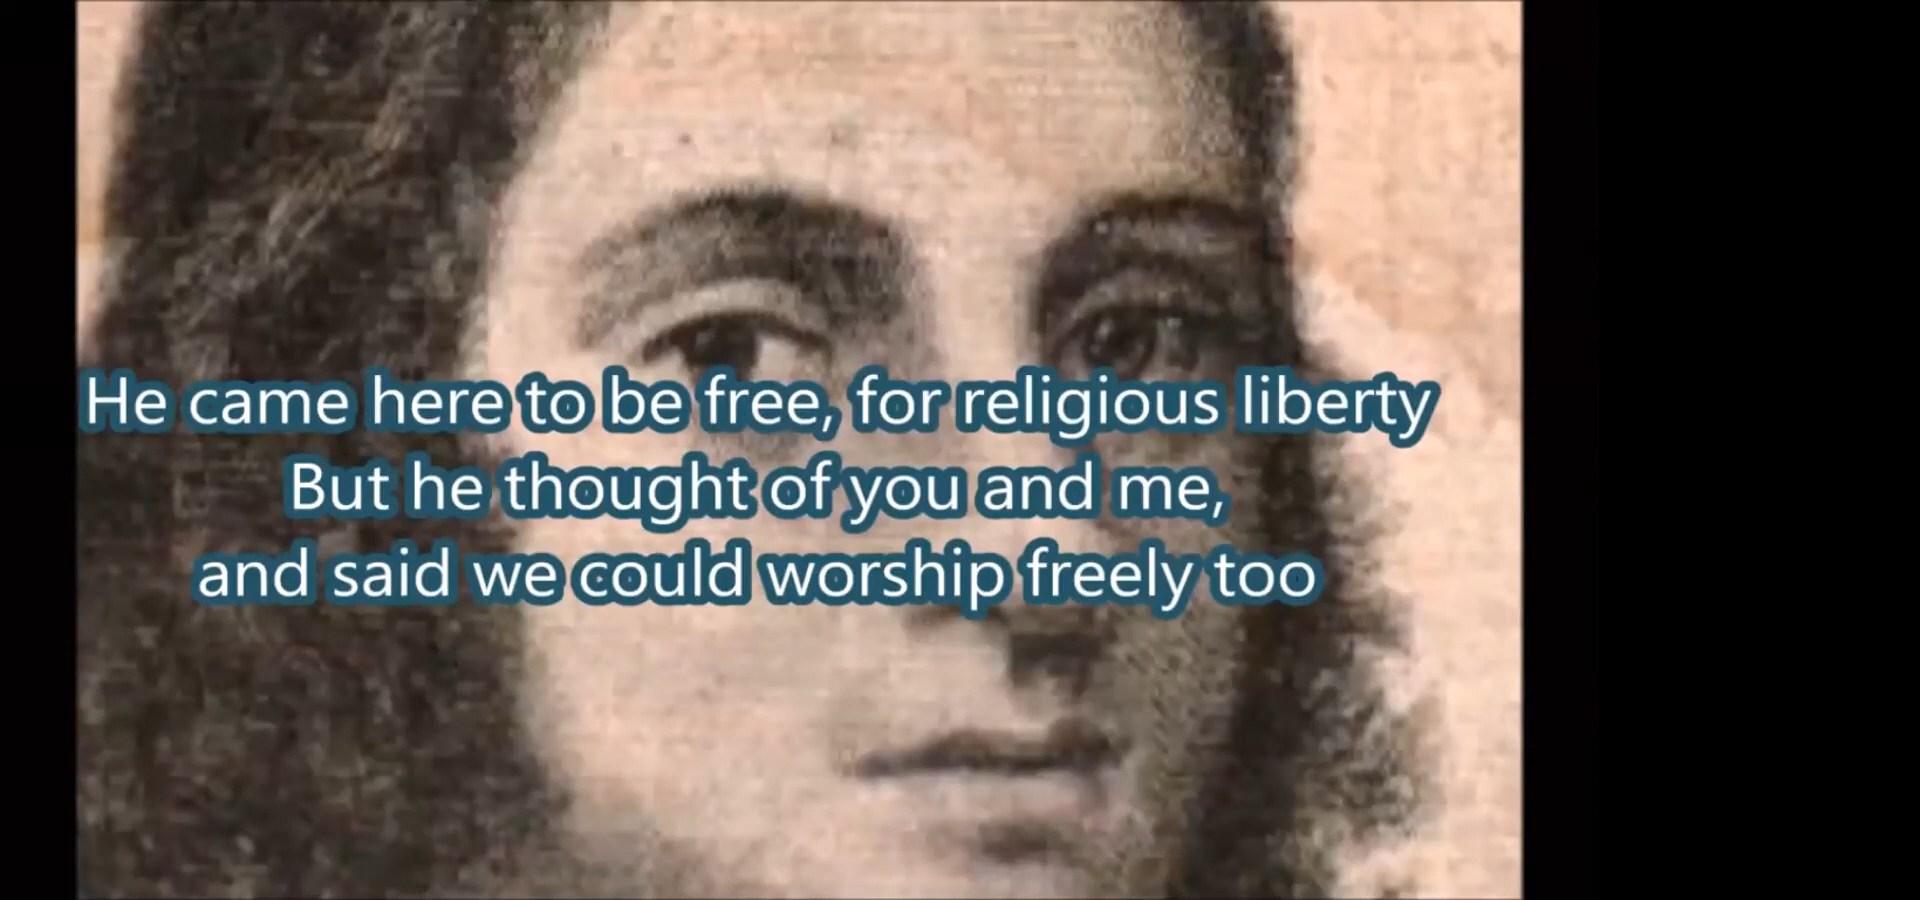 He came here to be free, for religious liberty
But he thought of you and me,
and said we could worship freely too